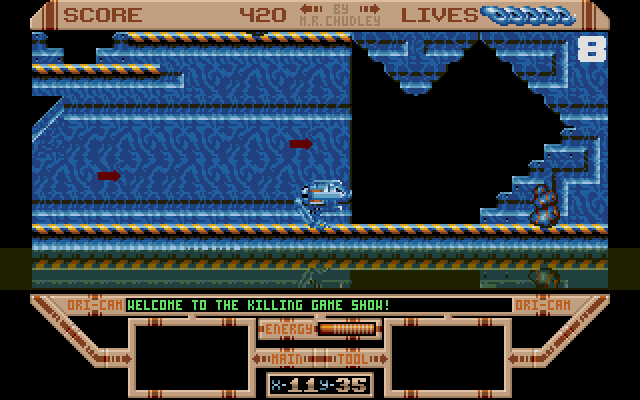 SCORE 420 BY LIVES
M.R.CHUDLEY
8
ORI-CAM WELCOME TO THE KILLING GAME SHOW! ORI-CAM
ENERGY
MAIN TOOL
X-11Y-35